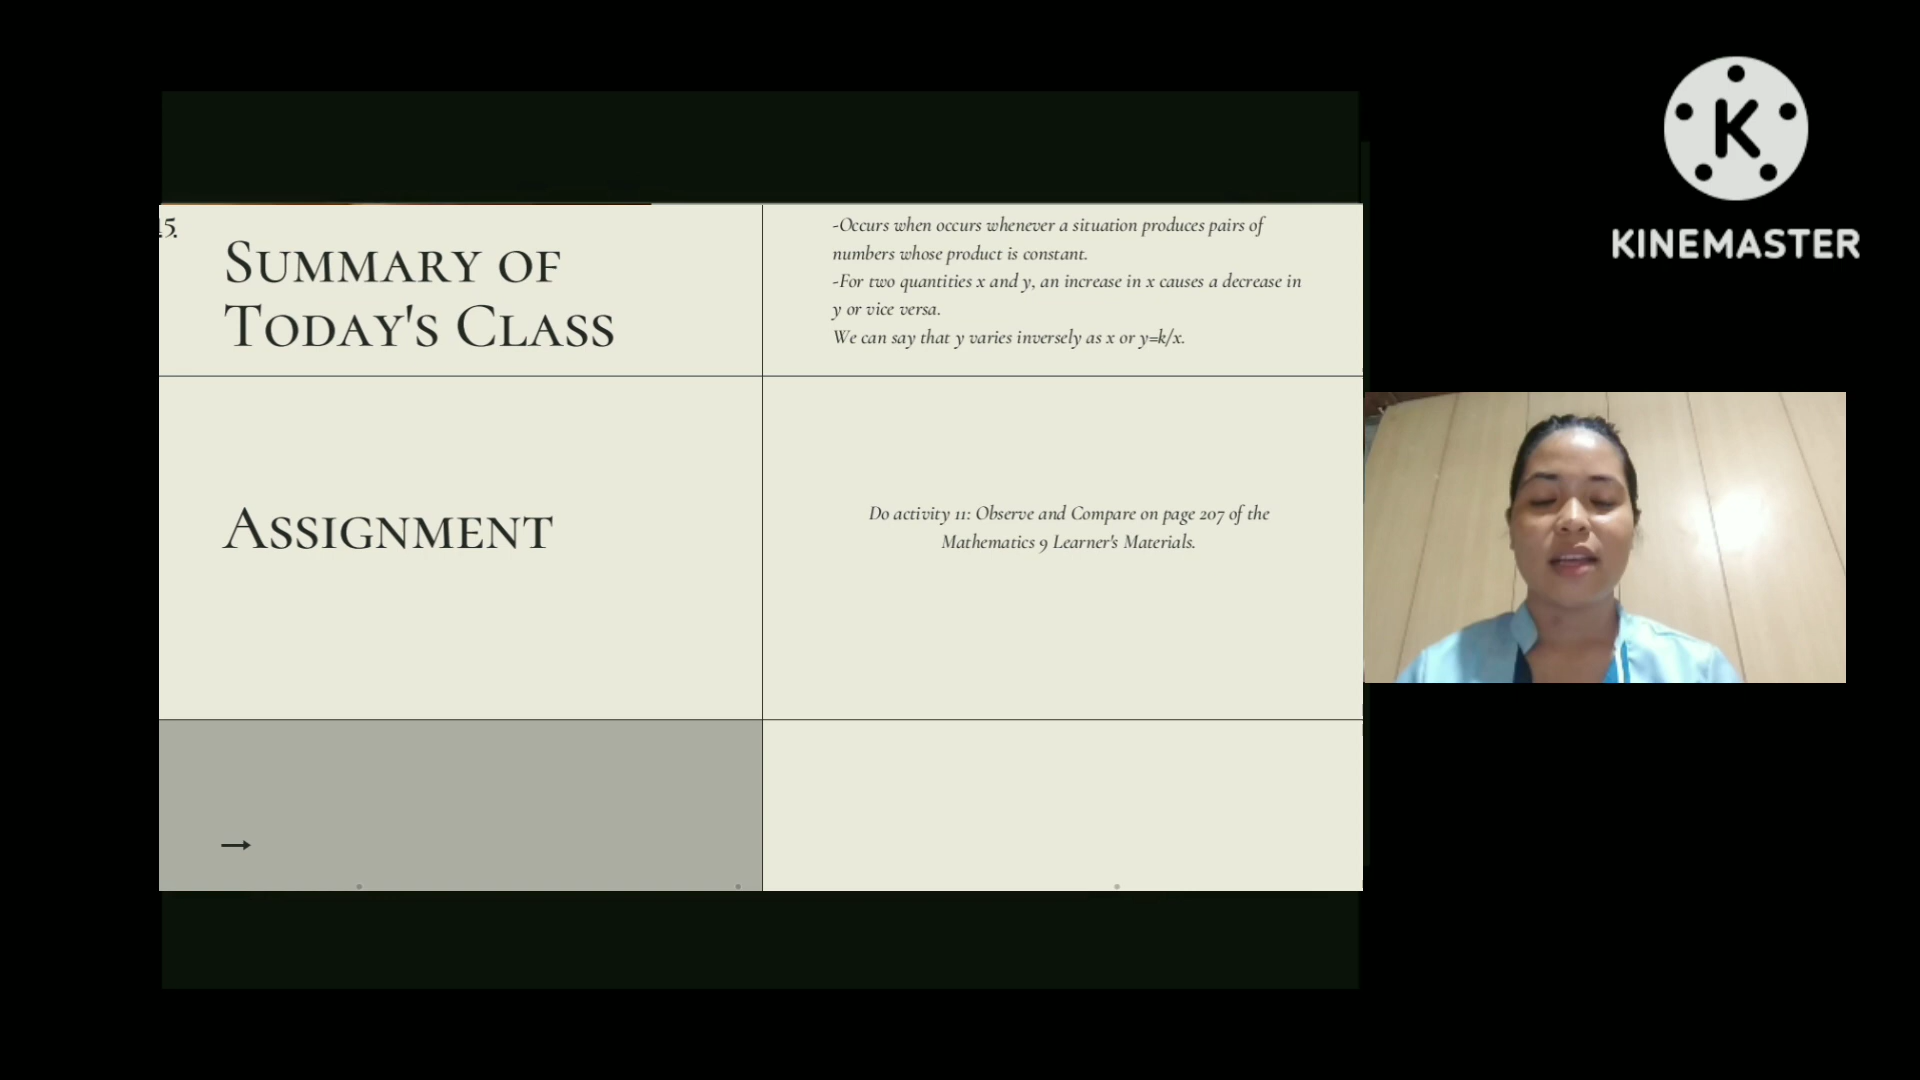 15.
SUMMARY OF
TODAY'S CLASS
-Occurs when occurs whenever a situation produces pairs of
numbers whose product is constant.
-For two quantities x and y, an increase in x causes a decrease in
y or vice versa.
We can say that y varies inversely as x or y=k/x.
ASSIGNMENT
Do activity 11: Observe and Compare on page 207 of the
Mathematics 9 Learner's Materials.
K
KINEMASTER